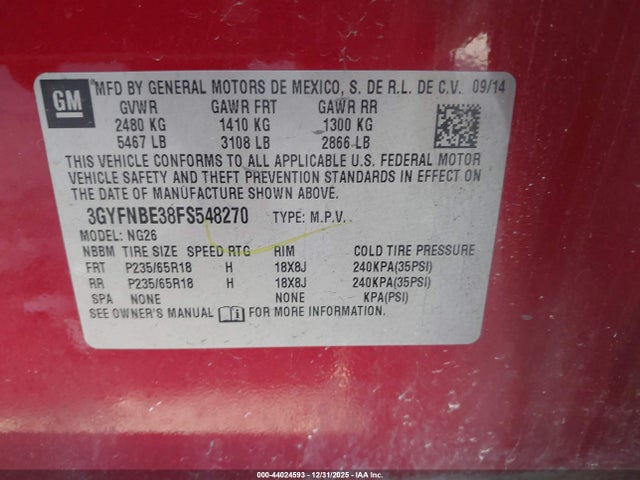 GM
MFD BY GENERAL MOTORS DE MEXICO, S. DE R.L. DE C.V. 09/14
GVWR GAWR FRT GAWR RR
2480 KG 1410 KG 1300 KG
5467 LB 3108 LB 2866 LB
THIS VEHICLE CONFORMS TO ALL APPLICABLE U.S. FEDERAL MOTOR
VEHICLE SAFETY AND THEFT PREVENTION STANDARDS IN EFFECT ON
THE DATE OF MANUFACTURE SHOWN ABOVE.
3GYFNBE38FS548270 TYPE: M.P.V.
MODEL: NG26
NBBM TIRE SIZE SPEED RTG RIM COLD TIRE PRESSURE
FRT P235/65R18 H 18X8J 240KPA(35PSI)
RR P235/65R18 H 18X8J 240KPA(35PSI)
SPA NONE NONE KPA(PSI)
SEE OWNER'S MANUAL FOR MORE INFORMATION.
000-44024593 - 12/31/2025 - IAA Inc.